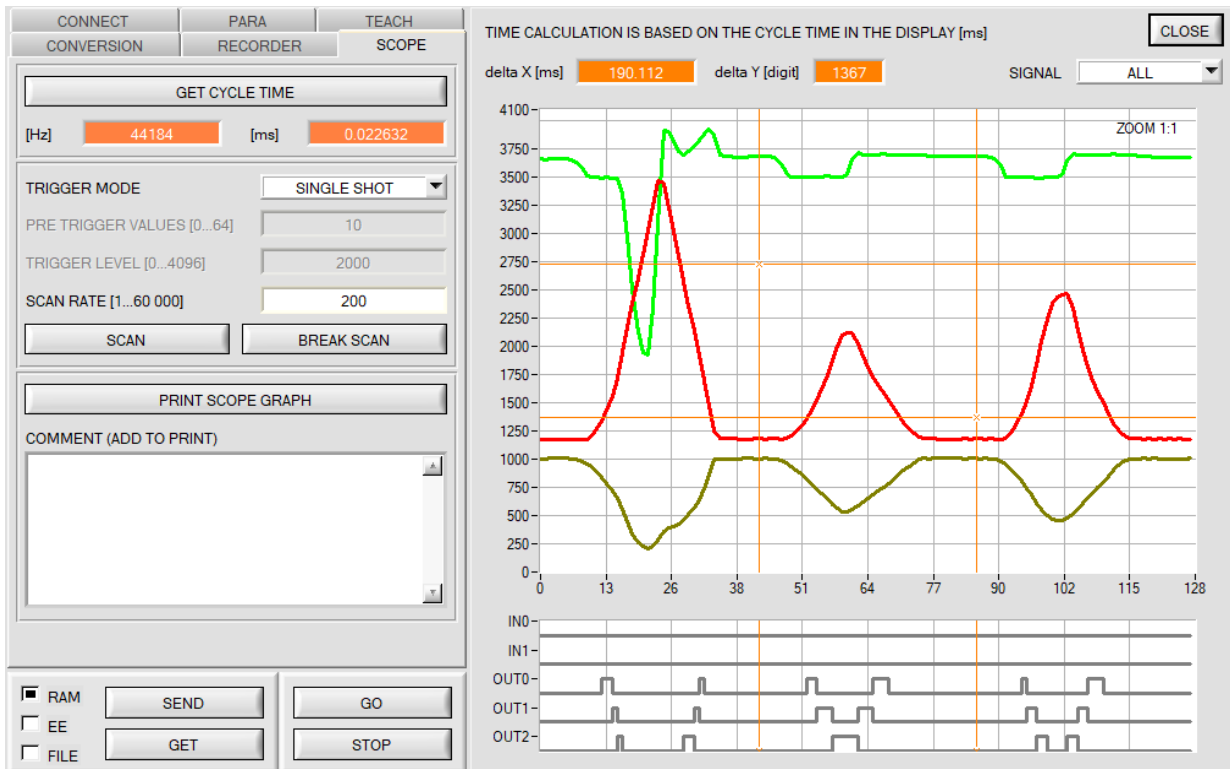 CONNECT PARA TEACH
CONVERSION RECORDER SCOPE
GET CYCLE TIME
[Hz] 44184 [ms] 0.022632
TRIGGER MODE SINGLE SHOT
PRE TRIGGER VALUES [0...64] 10
TRIGGER LEVEL [0...4096] 2000
SCAN RATE [1...60 000] 200
SCAN BREAK SCAN
PRINT SCOPE GRAPH
COMMENT (ADD TO PRINT)
RAM
EE
FILE
SEND
GET
GO
STOP
TIME CALCULATION IS BASED ON THE CYCLE TIME IN THE DISPLAY [ms]
CLOSE
delta X [ms] 190.112 delta Y [digit] 1367 SIGNAL ALL
ZOOM 1:1
4100
3750
3500
3250
3000
2750
2500
2250
2000
1750
1500
1250
1000
750
500
250
0
0 13 26 38 51 64 77 90 102 115 128
IN0
IN1
OUT0
OUT1
OUT2